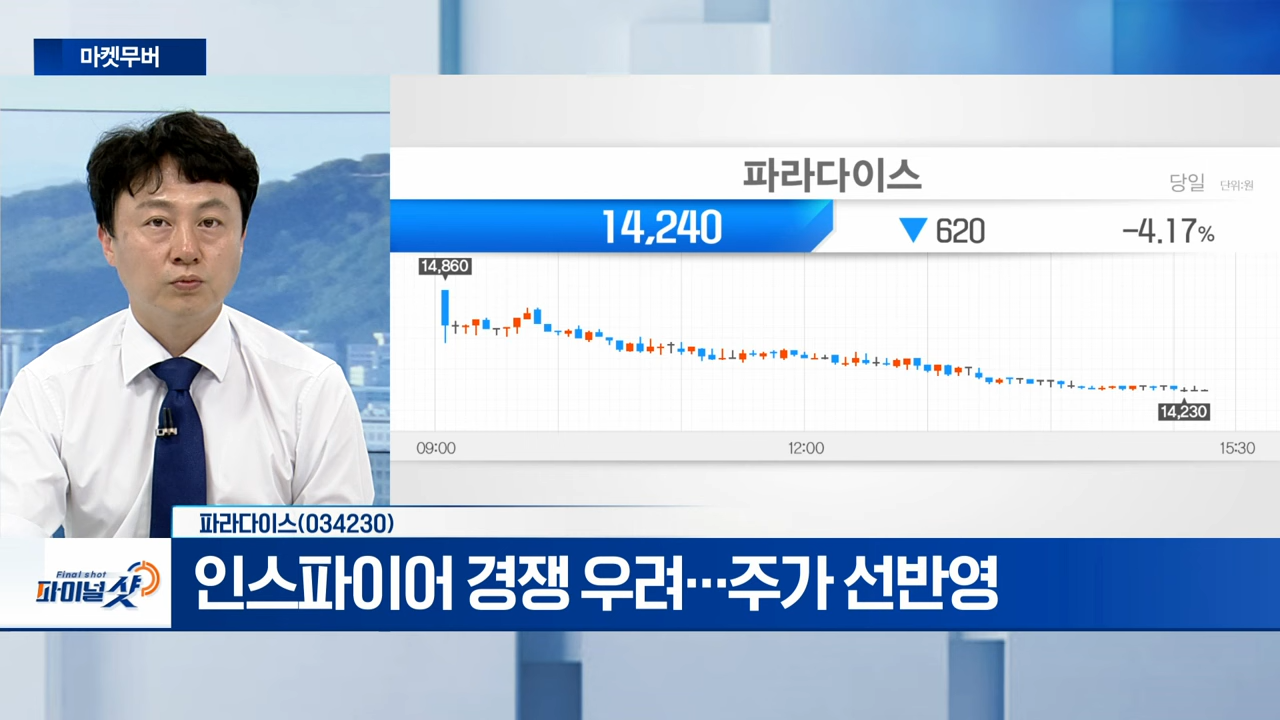 마켓무버
파라다이스
당일 단위:원
14,240 ▼ 620 -4.17%
14,860
14,230
09:00 12:00 15:30
파라다이스(034230)
Final shot
파이널샷
인스파이어 경쟁 우려…주가 선반영